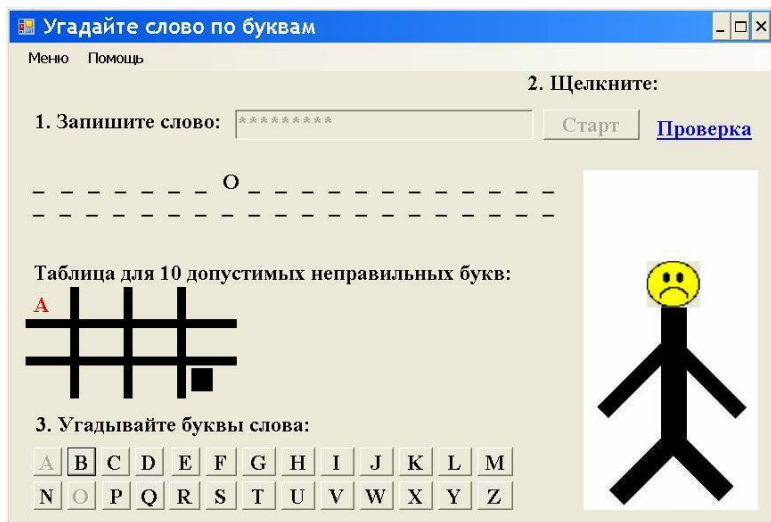 Угадайте слово по буквам
Меню Помощь
2. Щелкните:
1. Запишите слово: ********* Старт Проверка
_ _ _ _ _ _ _ _ O _ _ _ _ _ _ _ _ _ _ _ _ _
_ _ _ _ _ _ _ _ _ _ _ _ _ _ _ _ _ _ _ _ _ _
Таблица для 10 допустимых неправильных букв:
A
3. Угадывайте буквы слова:
A B C D E F G H I J K L M
N O P Q R S T U V W X Y Z